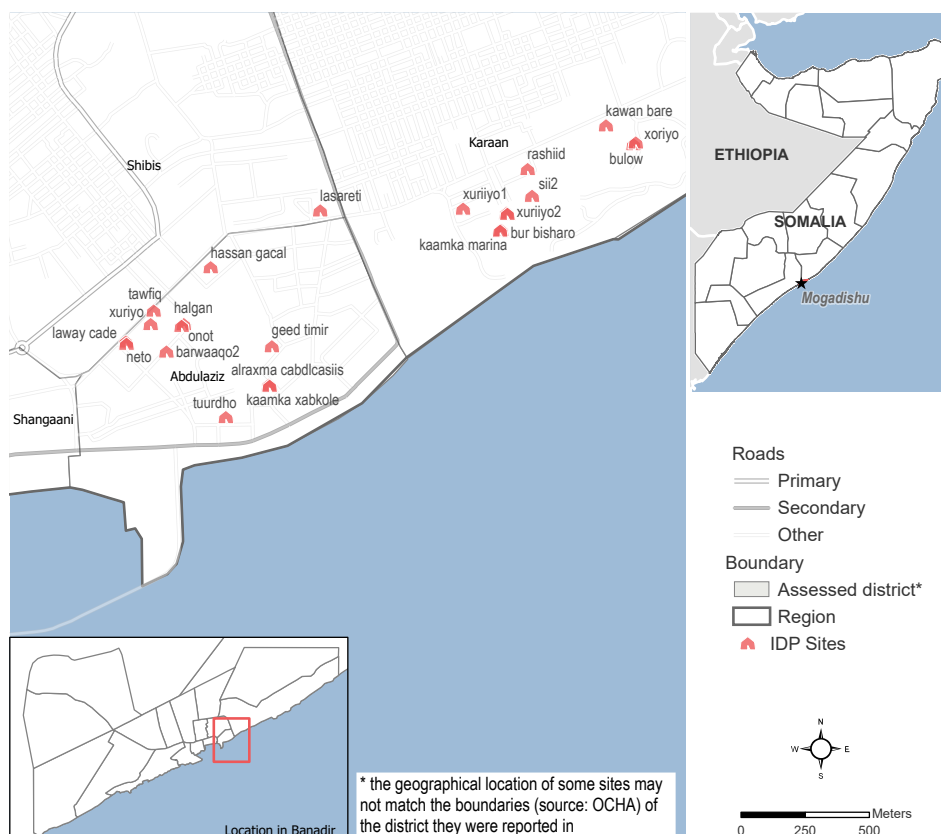 kawan bare
xoriyo
Karaan
bulow
rashiid
Shibis
sii2
lasareti
xuriiyo1
xuriiyo2
kaamka marina
bur bisharo
hassan gacal
tawfiq
xuriyo
halgan
laway cade
onot
geed timir
neto
barwaaqo2
Abdulaziz
alraxma cabdlcasiis
tuurdho
kaamka xabkole
Shangaani
ETHIOPIA
SOMALIA
Mogadishu
Roads
Primary
Secondary
Other
Boundary
Assessed district*
Region
IDP Sites
N
W E
S
Meters
0 250 500
Location in Banadir
* the geographical location of some sites may
not match the boundaries (source: OCHA) of
the district they were reported in